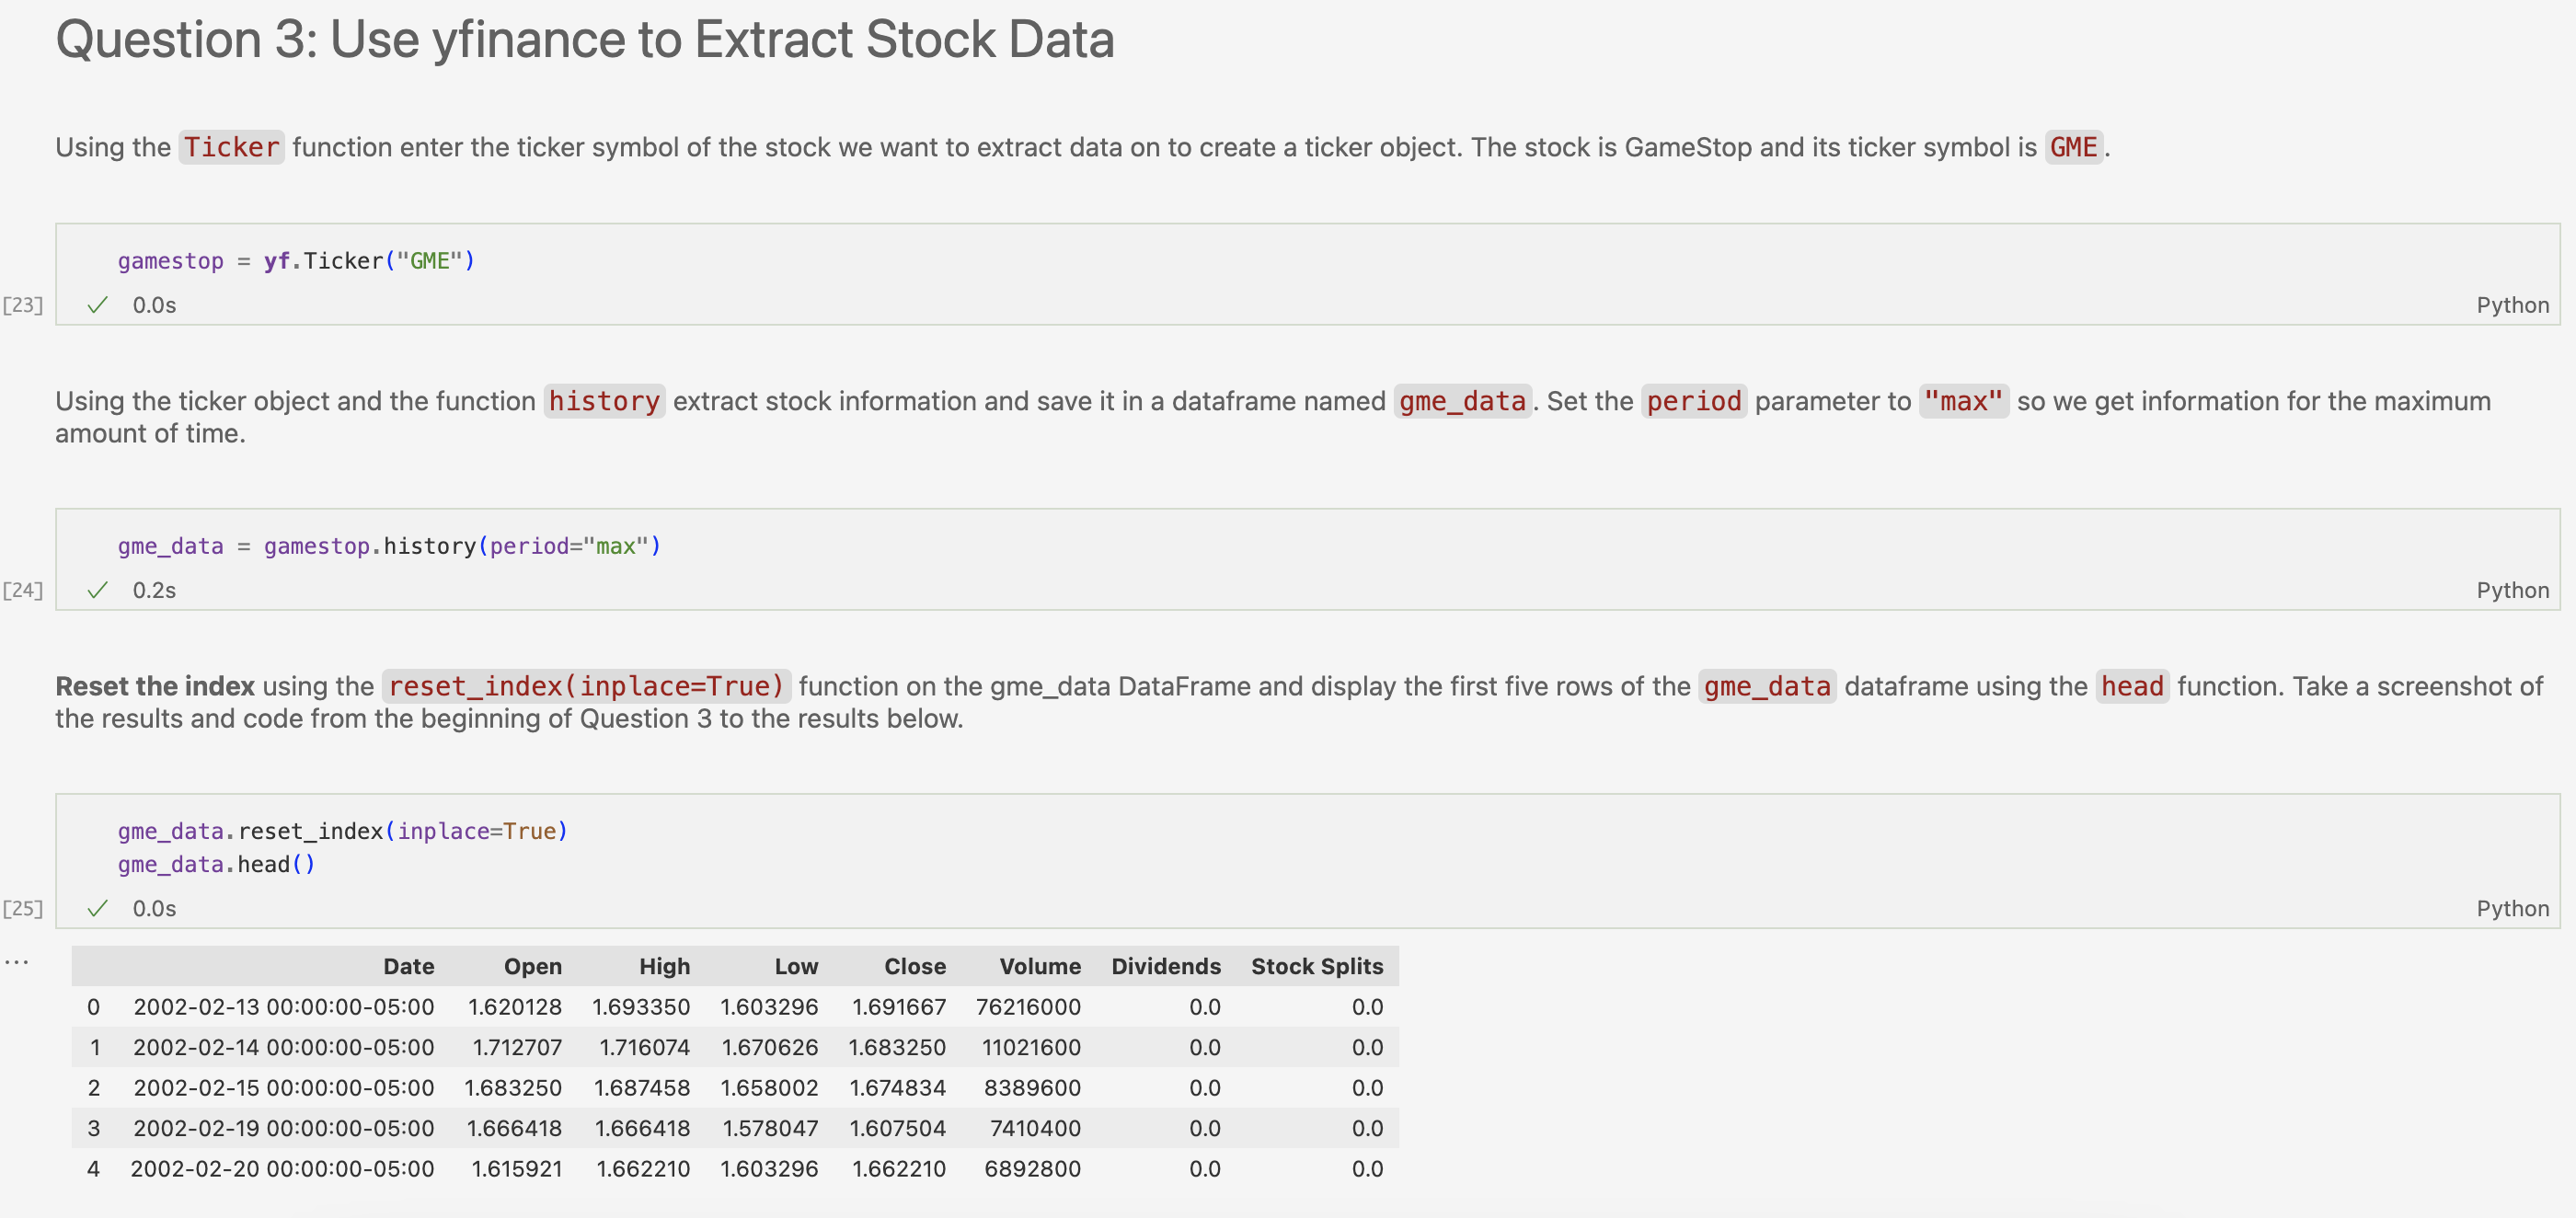 Question 3: Use yfinance to Extract Stock Data
Using the Ticker function enter the ticker symbol of the stock we want to extract data on to create a ticker object. The stock is GameStop and its ticker symbol is GME.
gamestop = yf.Ticker("GME")
[23] 0.0s Python
Using the ticker object and the function history extract stock information and save it in a dataframe named gme_data. Set the period parameter to "max" so we get information for the maximum
amount of time.
gme_data = gamestop.history(period="max")
[24] 0.2s Python
Reset the index using the reset_index(inplace=True) function on the gme_data DataFrame and display the first five rows of the gme_data dataframe using the head function. Take a screenshot of
the results and code from the beginning of Question 3 to the results below.
gme_data.reset_index(inplace=True)
gme_data.head()
[25] 0.0s Python
... Date Open High Low Close Volume Dividends Stock Splits
0 2002-02-13 00:00:00-05:00 1.620128 1.693350 1.603296 1.691667 76216000 0.0 0.0
1 2002-02-14 00:00:00-05:00 1.712707 1.716074 1.670626 1.683250 11021600 0.0 0.0
2 2002-02-15 00:00:00-05:00 1.683250 1.687458 1.658002 1.674834 8389600 0.0 0.0
3 2002-02-19 00:00:00-05:00 1.666418 1.666418 1.578047 1.607504 7410400 0.0 0.0
4 2002-02-20 00:00:00-05:00 1.615921 1.662210 1.603296 1.662210 6892800 0.0 0.0